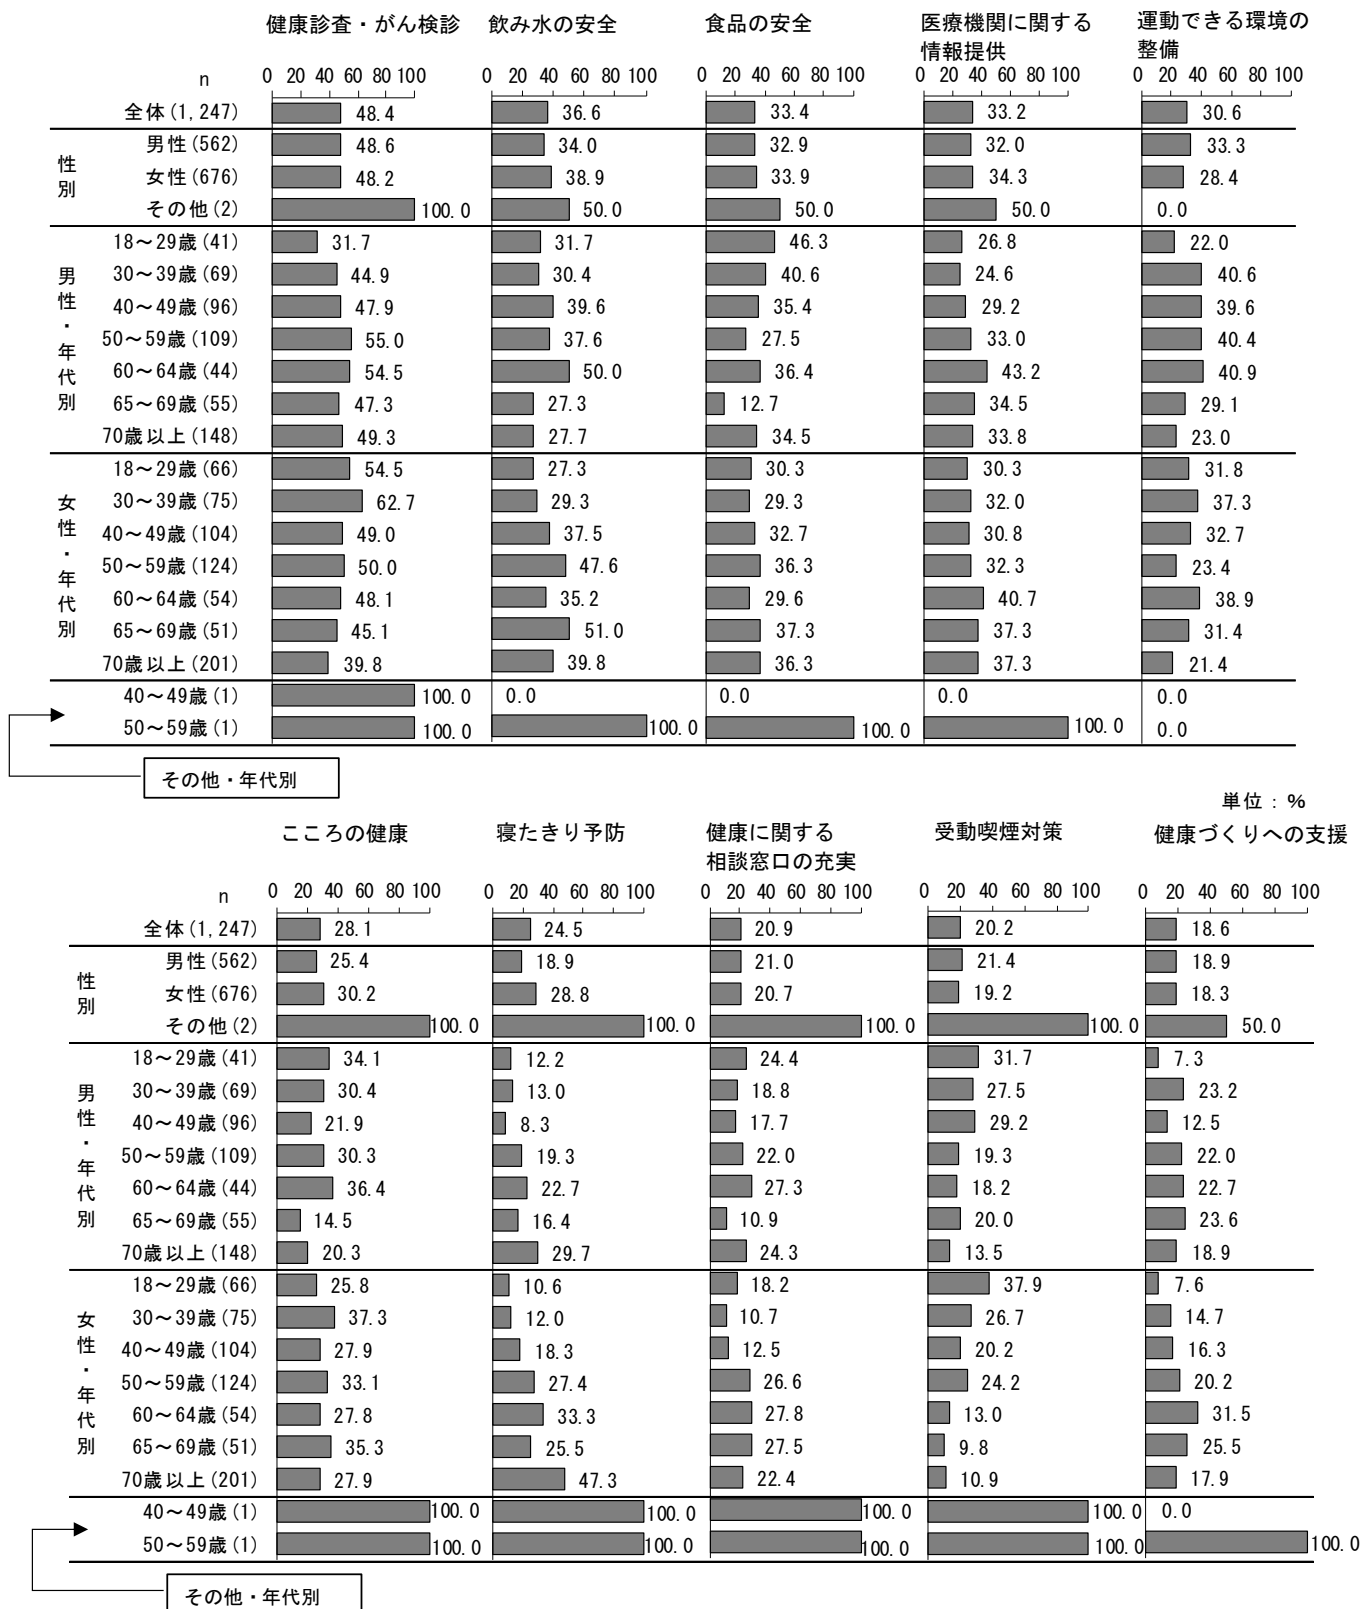 健康診査・がん検診 飲み水の安全 食品の安全 医療機関に関する 運動できる環境の
情報提供 整備
n 0 20 40 60 80 100 0 20 40 60 80 100 0 20 40 60 80 100 0 20 40 60 80 100 0 20 40 60 80 100
全体(1,247) 48.4 36.6 33.4 33.2 30.6
性別
男性(562) 48.6 34.0 32.9 32.0 33.3
女性(676) 48.2 38.9 33.9 34.3 28.4
その他(2) 100.0 50.0 50.0 50.0 0.0
男性・年代別
18～29歳(41) 31.7 31.7 46.3 26.8 22.0
30～39歳(69) 44.9 30.4 40.6 24.6 40.6
40～49歳(96) 47.9 39.6 35.4 29.2 39.6
50～59歳(109) 55.0 37.6 27.5 33.0 40.4
60～64歳(44) 54.5 50.0 36.4 43.2 40.9
65～69歳(55) 47.3 27.3 12.7 34.5 29.1
70歳以上(148) 49.3 27.7 34.5 33.8 23.0
女性・年代別
18～29歳(66) 54.5 27.3 30.3 30.3 31.8
30～39歳(75) 62.7 29.3 29.3 32.0 37.3
40～49歳(104) 49.0 37.5 32.7 30.8 32.7
50～59歳(124) 50.0 47.6 36.3 32.3 23.4
60～64歳(54) 48.1 35.2 29.6 40.7 38.9
65～69歳(51) 45.1 51.0 37.3 37.3 31.4
70歳以上(201) 39.8 39.8 36.3 37.3 21.4
40～49歳(1) 100.0 0.0 0.0 0.0 0.0
50～59歳(1) 100.0 100.0 100.0 100.0 0.0
その他・年代別
単位：％
こころの健康 寝たきり予防 健康に関する 受動喫煙対策 健康づくりへの支援
相談窓口の充実
n 0 20 40 60 80 100 0 20 40 60 80 100 0 20 40 60 80 100 0 20 40 60 80 100 0 20 40 60 80 100
全体(1,247) 28.1 24.5 20.9 20.2 18.6
性別
男性(562) 25.4 18.9 21.0 21.4 18.9
女性(676) 30.2 28.8 20.7 19.2 18.3
その他(2) 100.0 100.0 100.0 100.0 50.0
男性・年代別
18～29歳(41) 34.1 12.2 24.4 31.7 7.3
30～39歳(69) 30.4 13.0 18.8 27.5 23.2
40～49歳(96) 21.9 8.3 17.7 29.2 12.5
50～59歳(109) 30.3 19.3 22.0 19.3 22.0
60～64歳(44) 36.4 22.7 27.3 18.2 22.7
65～69歳(55) 14.5 16.4 10.9 20.0 23.6
70歳以上(148) 20.3 29.7 24.3 13.5 18.9
女性・年代別
18～29歳(66) 25.8 10.6 18.2 37.9 7.6
30～39歳(75) 37.3 12.0 10.7 26.7 14.7
40～49歳(104) 27.9 18.3 12.5 20.2 16.3
50～59歳(124) 33.1 27.4 26.6 24.2 20.2
60～64歳(54) 27.8 33.3 27.8 13.0 31.5
65～69歳(51) 35.3 25.5 27.5 9.8 25.5
70歳以上(201) 27.9 47.3 22.4 10.9 17.9
40～49歳(1) 100.0 100.0 100.0 100.0 0.0
50～59歳(1) 100.0 100.0 100.0 100.0 100.0
その他・年代別